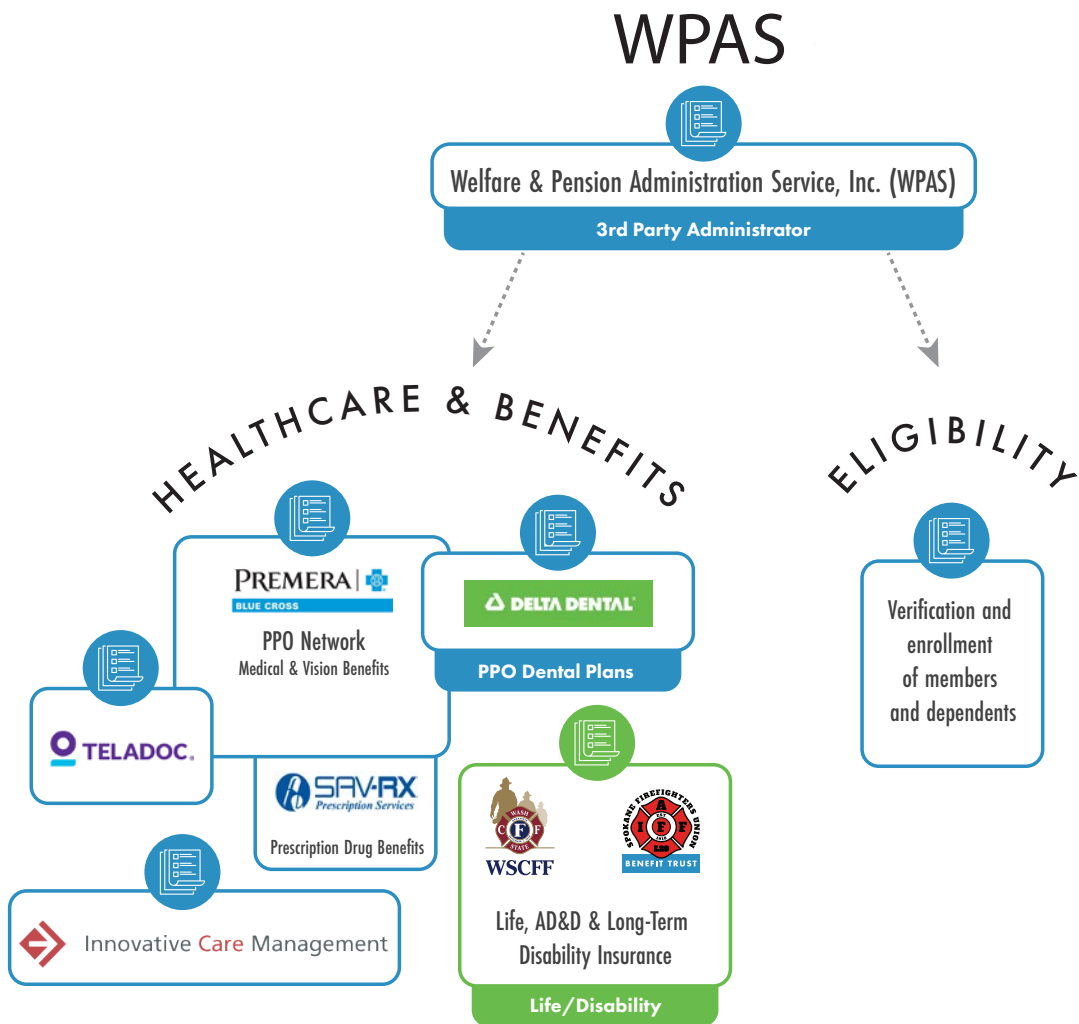 WPAS
Welfare & Pension Administration Service, Inc. (WPAS)
3rd Party Administrator
HEALTHCARE & BENEFITS
ELIGIBILITY
PREMERA
BLUE CROSS
PPO Network
Medical & Vision Benefits
DELTA DENTAL
PPO Dental Plans
Verification and
enrollment
of members
and dependents
TELADOC
SAV-RX
Prescription Services
Prescription Drug Benefits
WASH
C F F
STATE
WSCFF
SPOKANE FIREFIGHTERS UNION
A
I F F
L29
BENEFIT TRUST
Life, AD&D & Long-Term
Disability Insurance
Life/Disability
Innovative Care Management